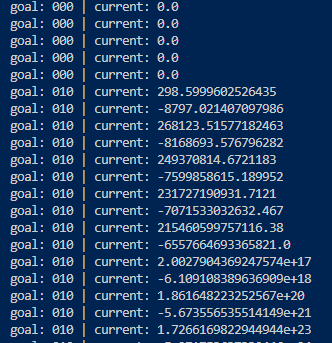 goal: 000 | current: 0.0
goal: 000 | current: 0.0
goal: 000 | current: 0.0
goal: 000 | current: 0.0
goal: 000 | current: 0.0
goal: 010 | current: 298.5999602526435
goal: 010 | current: -8797.021407097986
goal: 010 | current: 268123.51577182463
goal: 010 | current: -8168693.576796282
goal: 010 | current: 249370814.6721183
goal: 010 | current: -7599858615.189952
goal: 010 | current: 231727190931.7121
goal: 010 | current: -7071533032632.467
goal: 010 | current: 215460599757116.38
goal: 010 | current: -6557664693365821.0
goal: 010 | current: 2.0027904369247574e+17
goal: 010 | current: -6.109108389636909e+18
goal: 010 | current: 1.861648223252567e+20
goal: 010 | current: -5.673556535514149e+21
goal: 010 | current: 1.7266169822944944e+23